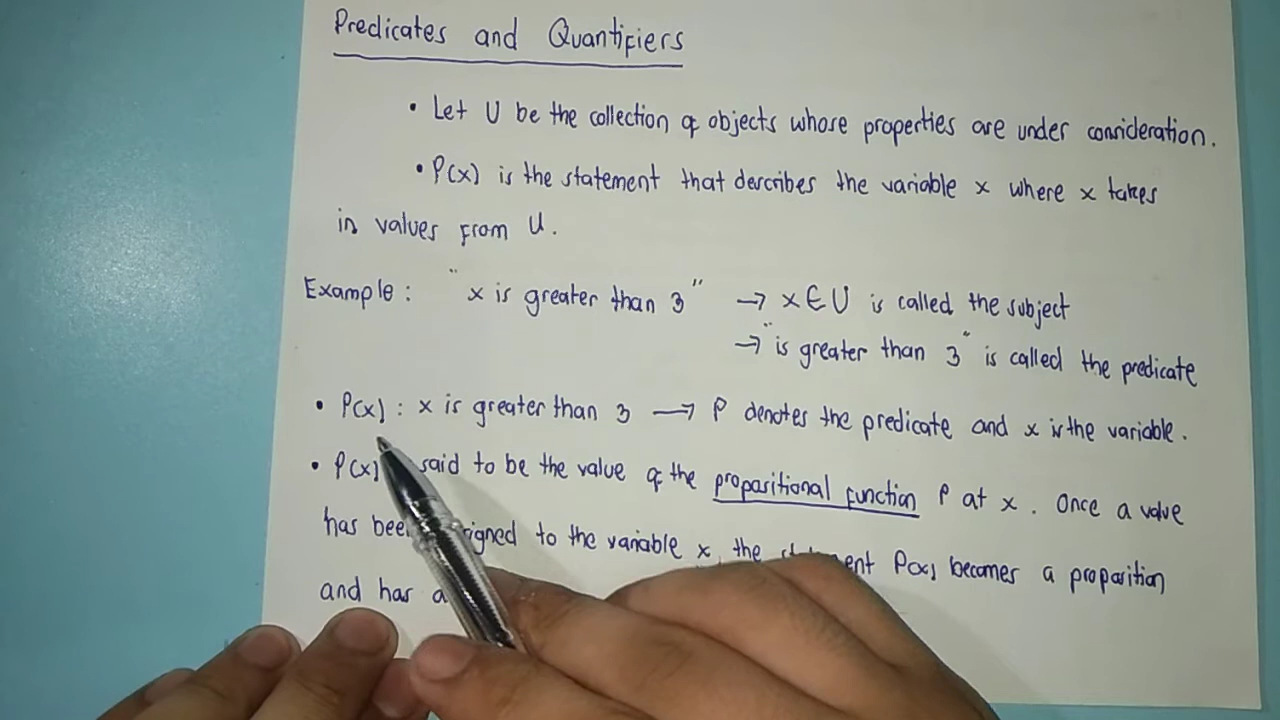 Predicates and Quantifiers
• Let U be the collection of objects whose properties are under consideration.
• P(x) is the statement that describes the variable x where x takes
in values from U.
Example: "x is greater than 3" → x∈U is called the subject
→ "is greater than 3" is called the predicate
• P(x) : x is greater than 3 → P denotes the predicate and x is the variable.
• P(x) said to be the value of the propositional function P at x. Once a value
has to the variable x, the P(x) becomes a proposition
and has a